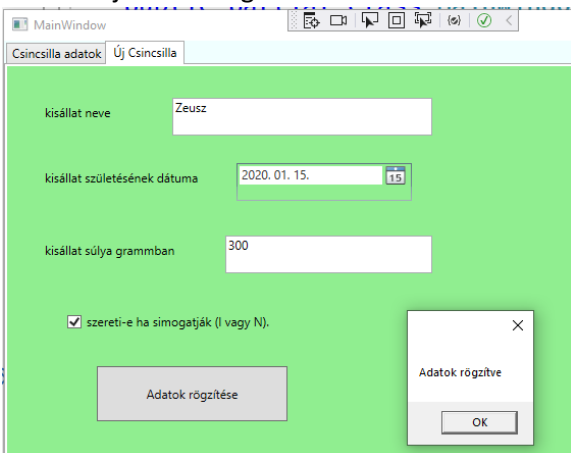 MainWindow
Csincsilla adatok Új Csincsilla
kisállat neve Zeusz
kisállat születésének dátuma 2020. 01. 15. 15
kisállat súlya grammban 300
szereti-e ha simogatják (I vagy N).
Adatok rögzítve
Adatok rögzítése
OK